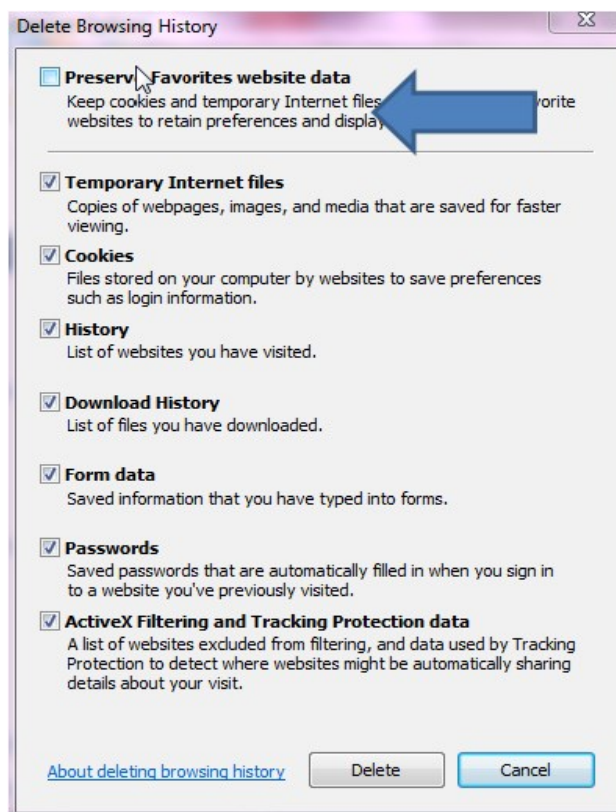 Delete Browsing History
Preserv Favorites website data
Keep cookies and temporary Internet files vorite
websites to retain preferences and display
Temporary Internet files
Copies of webpages, images, and media that are saved for faster
viewing.
Cookies
Files stored on your computer by websites to save preferences
such as login information.
History
List of websites you have visited.
Download History
List of files you have downloaded.
Form data
Saved information that you have typed into forms.
Passwords
Saved passwords that are automatically filled in when you sign in
to a website you've previously visited.
ActiveX Filtering and Tracking Protection data
A list of websites excluded from filtering, and data used by Tracking
Protection to detect where websites might be automatically sharing
details about your visit.
About deleting browsing history Delete Cancel